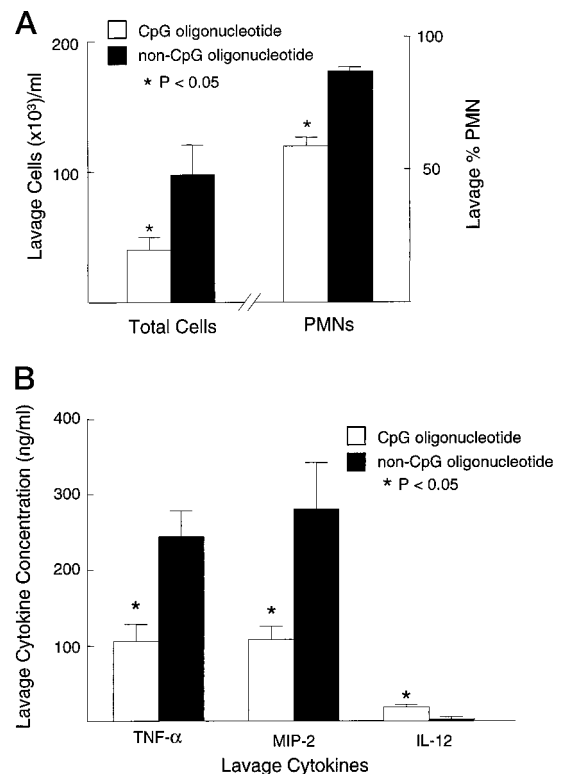 A
CpG oligonucleotide
non-CpG oligonucleotide
* P < 0.05
200
100
Lavage Cells (x10³)/ml
100
50
Lavage % PMN
*
*
Total Cells
PMNs
B
CpG oligonucleotide
non-CpG oligonucleotide
* P < 0.05
400
300
200
100
Lavage Cytokine Concentration (ng/ml)
*
*
*
TNF-α
MIP-2
IL-12
Lavage Cytokines